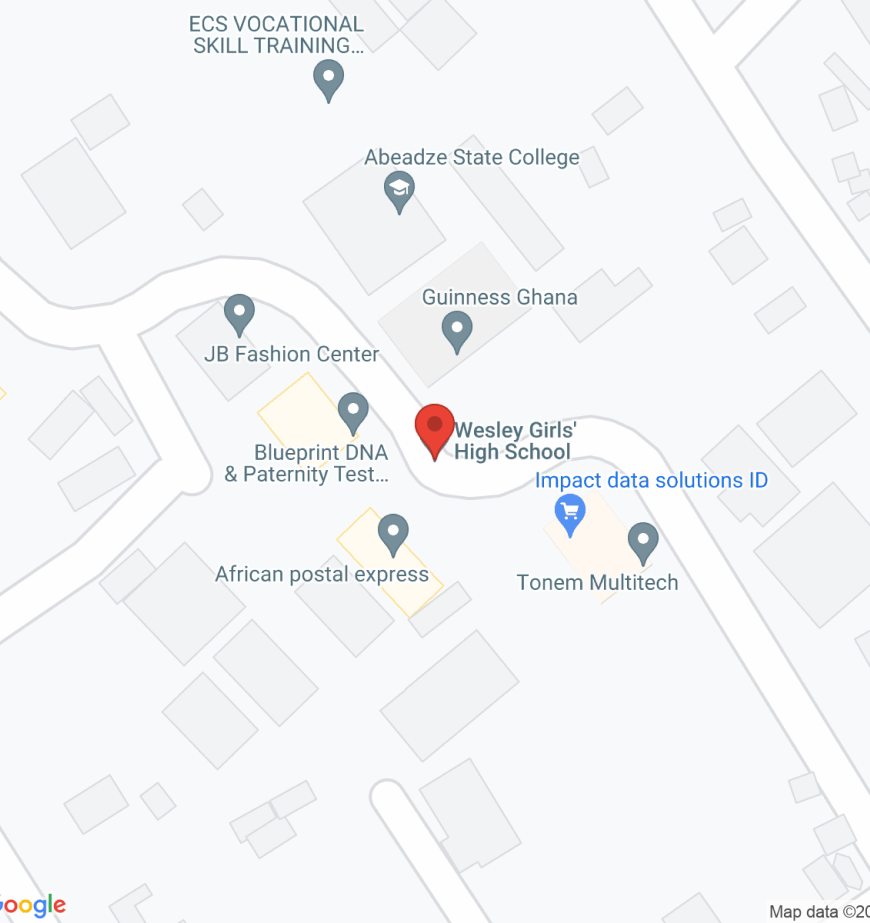 ECS VOCATIONAL
SKILL TRAINING...
Abeadze State College
Guinness Ghana
JB Fashion Center
Wesley Girls'
High School
Blueprint DNA
& Paternity Test...
Impact data solutions ID
African postal express
Tonem Multitech
Google
Map data ©20